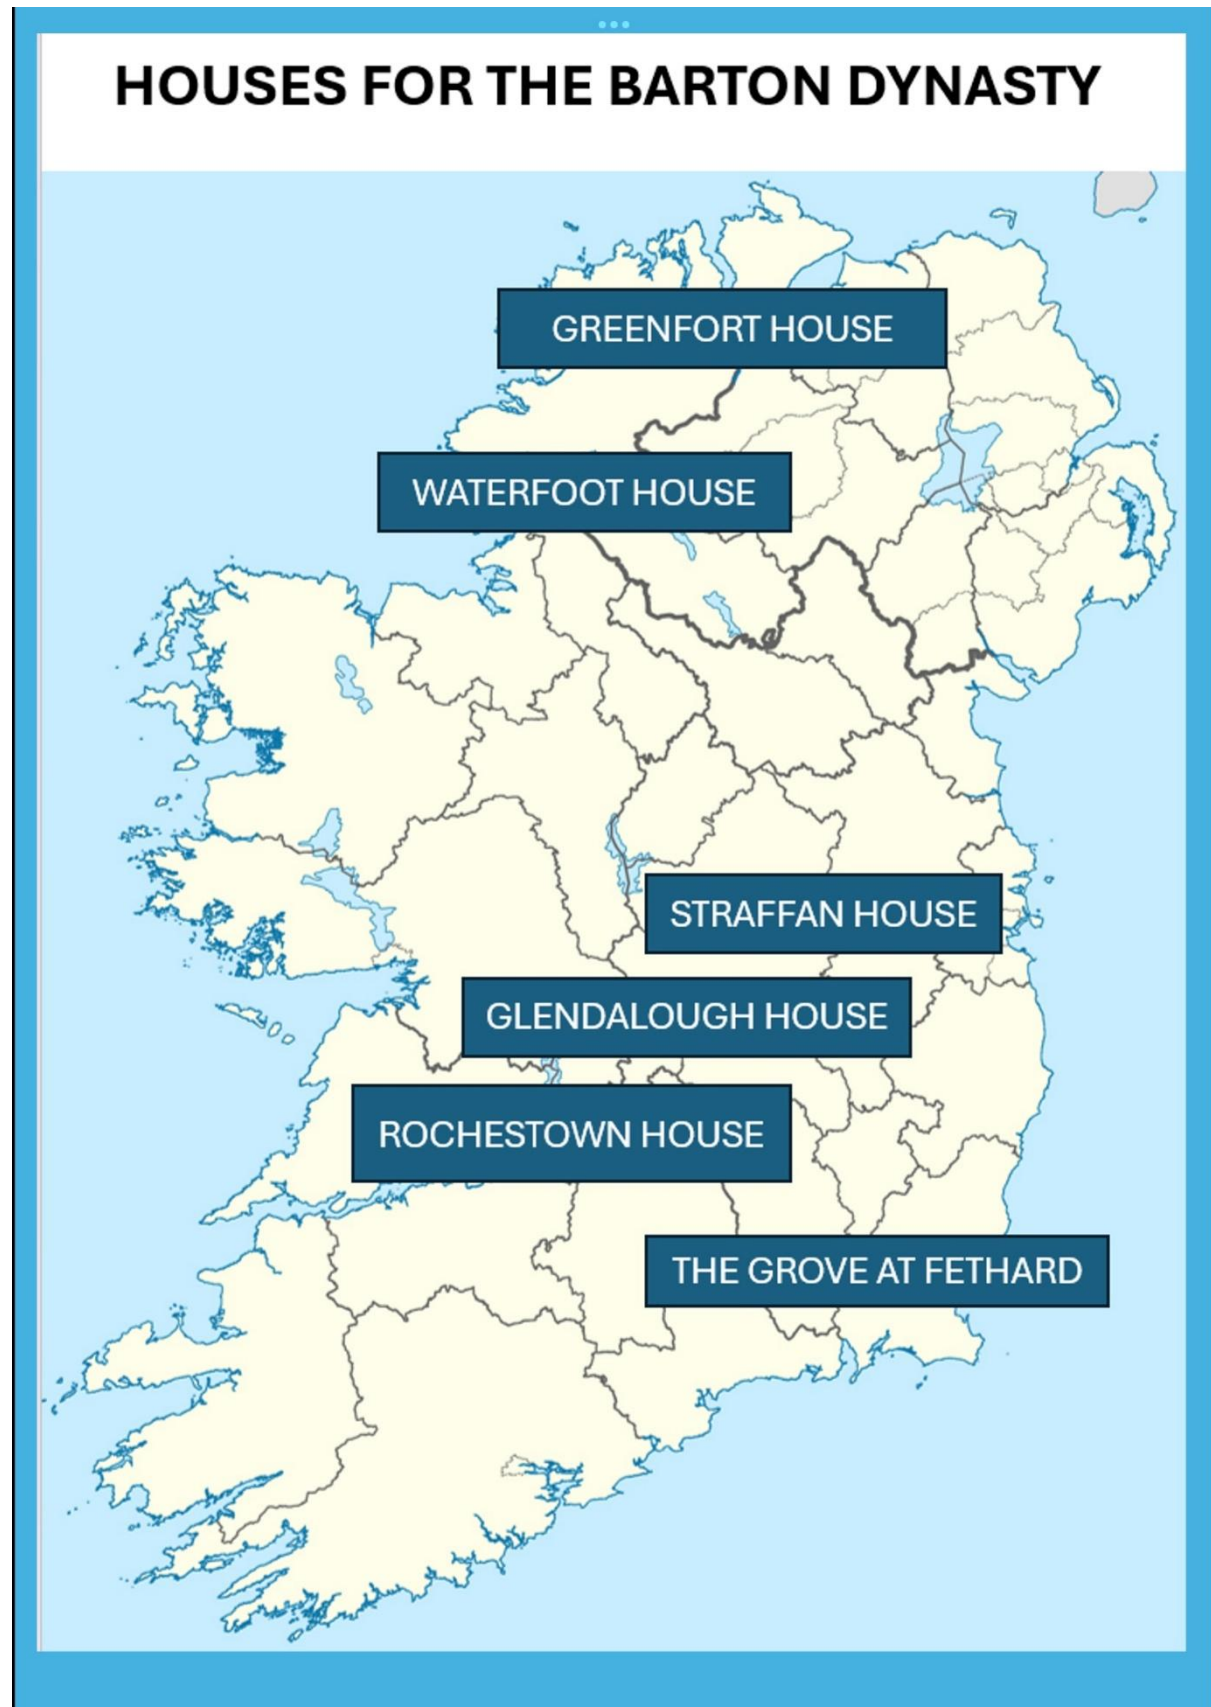 HOUSES FOR THE BARTON DYNASTY
GREENFORT HOUSE
WATERFOOT HOUSE
STRAFFAN HOUSE
GLENDALOUGH HOUSE
ROCHESTOWN HOUSE
THE GROVE AT FETHARD